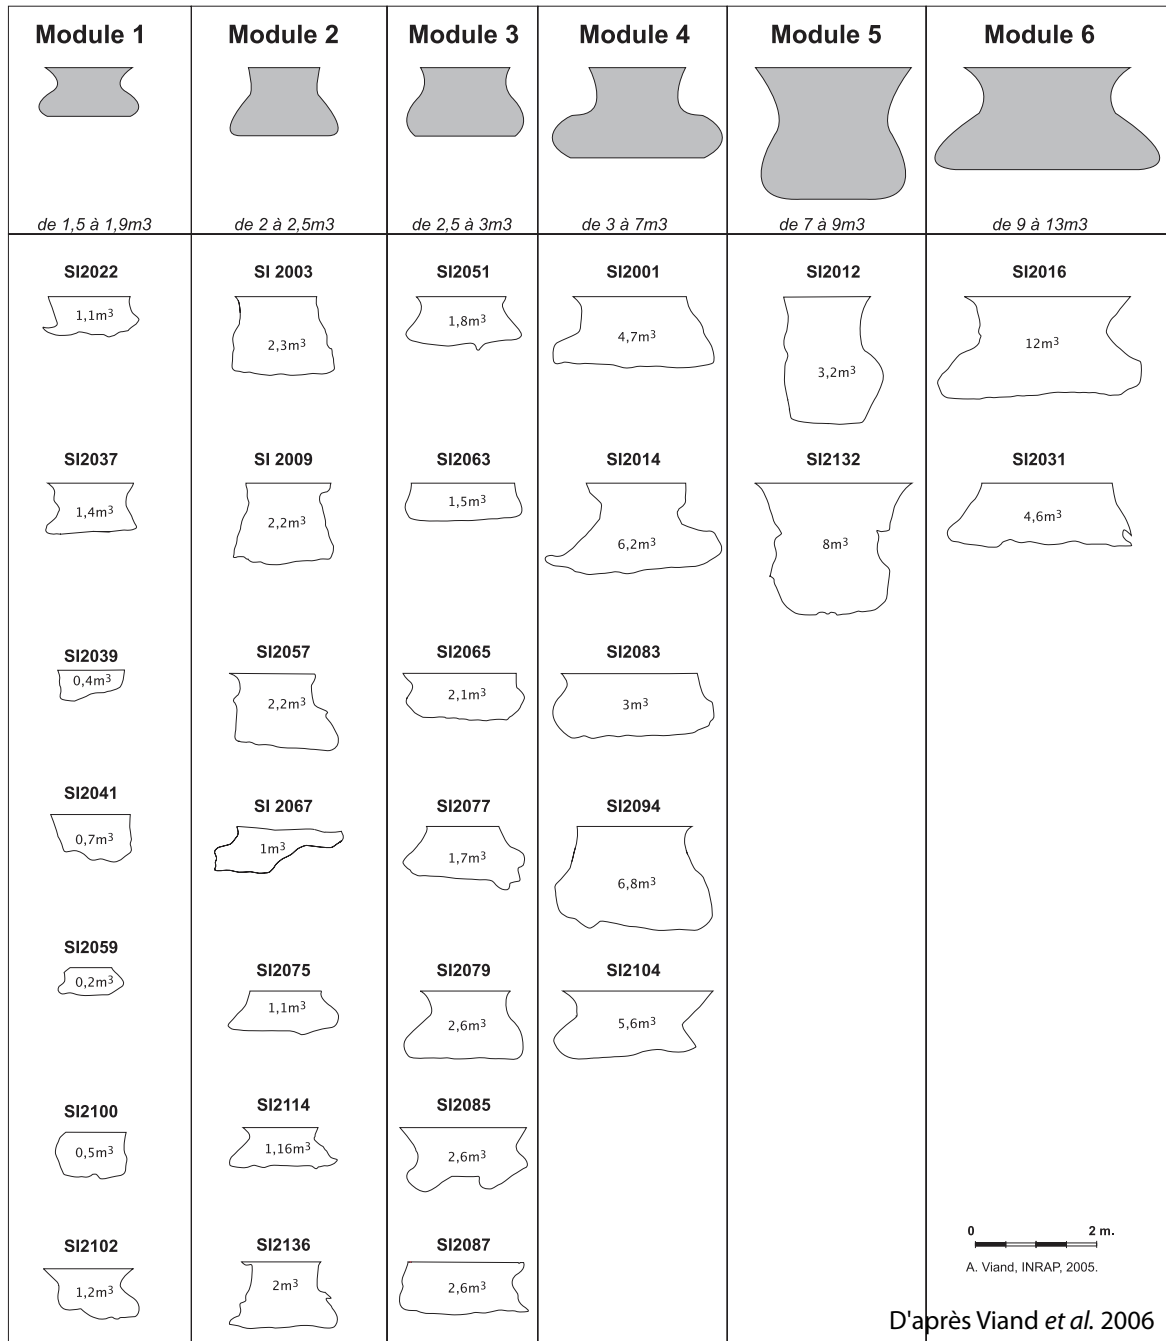 Module 1 Module 2 Module 3 Module 4 Module 5 Module 6
de 1,5 à 1,9m3 de 2 à 2,5m3 de 2,5 à 3m3 de 3 à 7m3 de 7 à 9m3 de 9 à 13m3
SI2022 SI 2003 SI2051 SI2001 SI2012 SI2016
1,1m³ 2,3m³ 1,8m³ 4,7m³ 3,2m³ 12m³
SI2037 SI 2009 SI2063 SI2014 SI2132 SI2031
1,4m³ 2,2m³ 1,5m³ 6,2m³ 8m³ 4,6m³
SI2039 SI2057 SI2065 SI2083
0,4m³ 2,2m³ 2,1m³ 3m³
SI2041 SI 2067 SI2077 SI2094
0,7m³ 1m³ 1,7m³ 6,8m³
SI2059 SI2075 SI2079 SI2104
0,2m³ 1,1m³ 2,6m³ 5,6m³
SI2100 SI2114 SI2085
0,5m³ 1,16m³ 2,6m³
SI2102 SI2136 SI2087
1,2m³ 2m³ 2,6m³
0 2 m.
A. Viand, INRAP, 2005.
D'après Viand et al. 2006